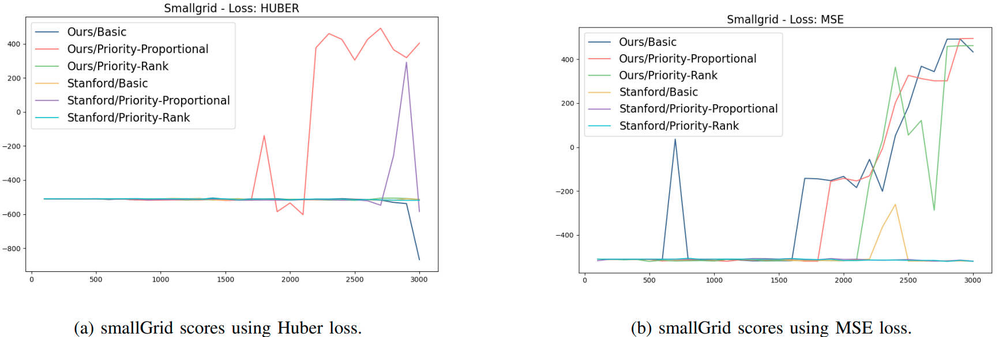 Smallgrid - Loss: HUBER
Ours/Basic
Ours/Priority-Proportional
Ours/Priority-Rank
Stanford/Basic
Stanford/Priority-Proportional
Stanford/Priority-Rank
400
200
0
−200
−400
−600
−800
0
500
1000
1500
2000
2500
3000
(a) smallGrid scores using Huber loss.
Smallgrid - Loss: MSE
Ours/Basic
Ours/Priority-Proportional
Ours/Priority-Rank
Stanford/Basic
Stanford/Priority-Proportional
Stanford/Priority-Rank
400
200
0
−200
−400
0
500
1000
1500
2000
2500
3000
(b) smallGrid scores using MSE loss.